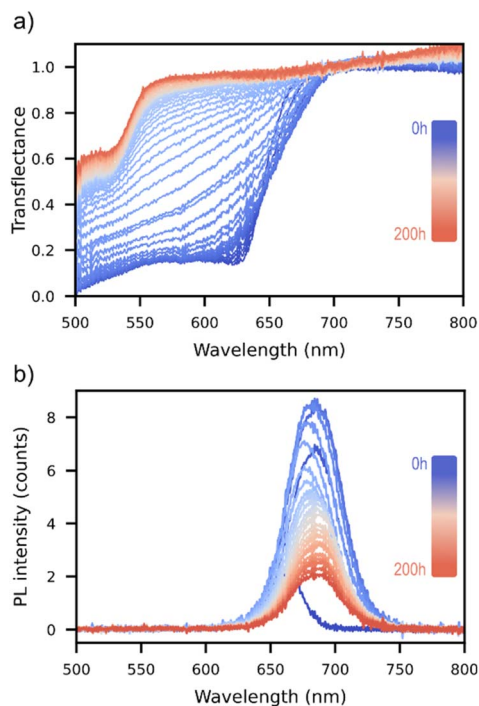 a)
1.0
0.8
0.6
0.4
0.2
0.0
Transflectance
0h
200h
500 550 600 650 700 750 800
Wavelength (nm)
b)
8
6
4
2
0
PL intensity (counts)
0h
200h
500 550 600 650 700 750 800
Wavelength (nm)